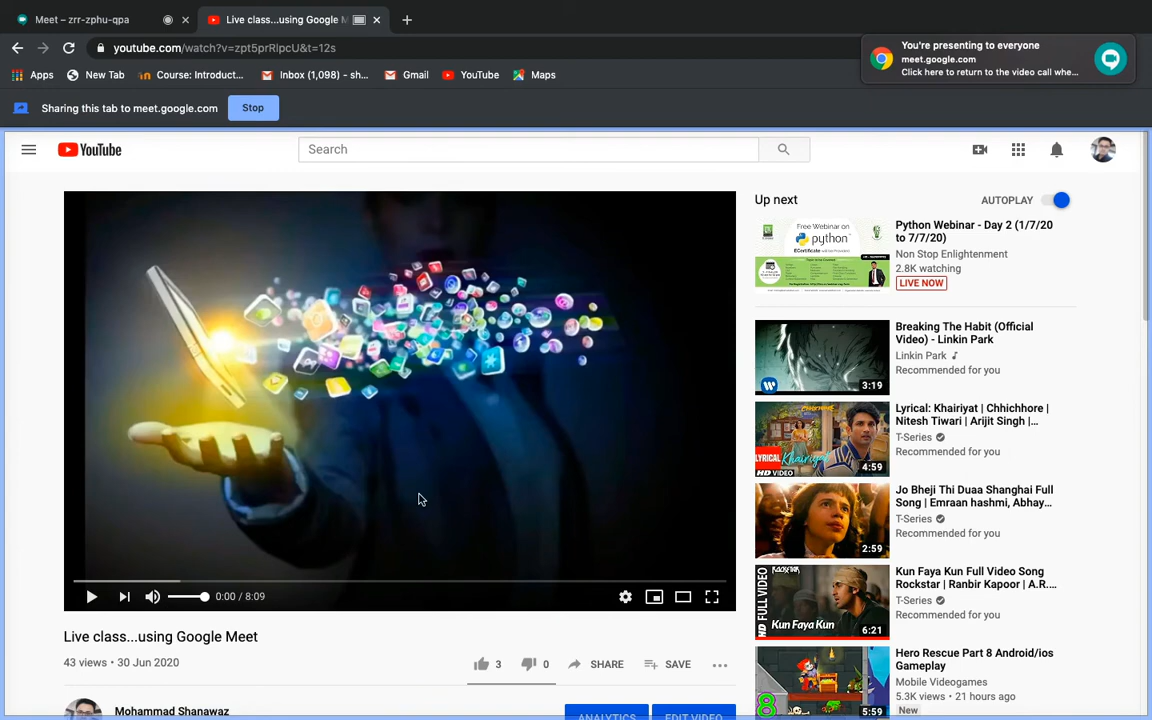 Meet – zrr-zphu-qpa
Live class...using Google M
youtube.com/watch?v=zpt5prRlpcU&t=12s
Apps
New Tab
Course: Introduct...
Inbox (1,098) - sh...
Gmail
YouTube
Maps
You're presenting to everyone
meet.google.com
Click here to return to the video call whe...
Sharing this tab to meet.google.com
Stop
YouTube
Search
Up next
AUTOPLAY
Free Webinar on
python
Python Webinar - Day 2 (1/7/20
to 7/7/20)
Non Stop Enlightenment
2.8K watching
LIVE NOW
3:19
Breaking The Habit (Official
Video) - Linkin Park
Linkin Park
Recommended for you
LYRICAL Khairiyat
HD VIDEO
4:59
Lyrical: Khairiyat | Chhichhore |
Nitesh Tiwari | Arijit Singh |...
T-Series
Recommended for you
2:59
Jo Bheji Thi Duaa Shanghai Full
Song | Emraan hashmi, Abhay...
T-Series
Recommended for you
HD FULL VIDEO
Kun Faya Kun
6:21
Kun Faya Kun Full Video Song
Rockstar | Ranbir Kapoor | A.R....
T-Series
Recommended for you
8
5:59
Hero Rescue Part 8 Android/ios
Gameplay
Mobile Videogames
5.3K views • 21 hours ago
New
0:00 / 8:09
Live class...using Google Meet
43 views • 30 Jun 2020
3
0
SHARE
SAVE
Mohammad Shanawaz
ANALYTICS
EDIT VIDEO